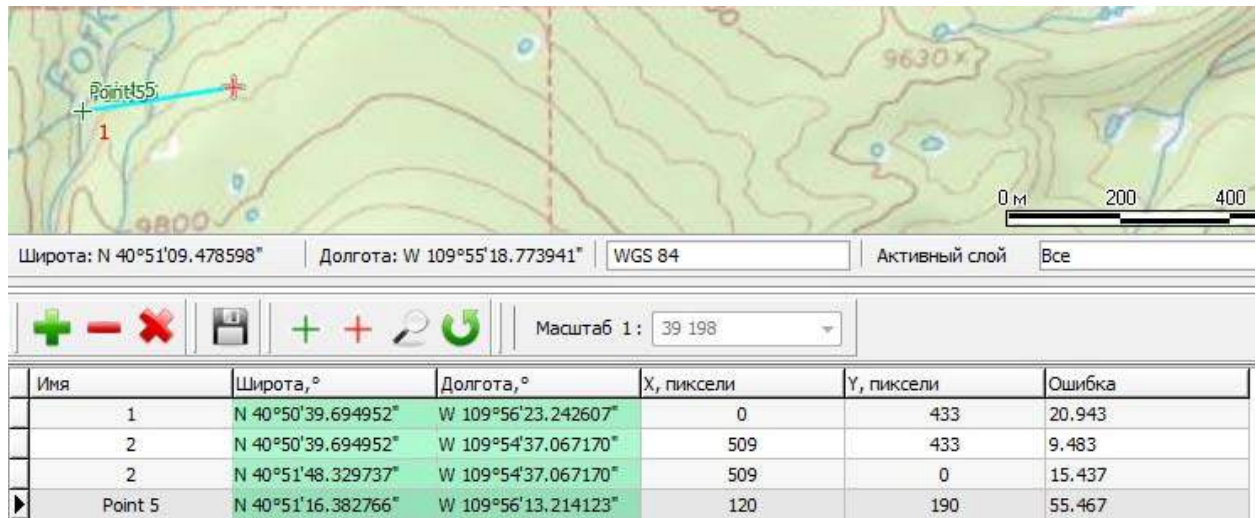 Fork
9630 x
Point 5
1
0 м 200 400
9800
Широта: N 40°51'09.478598" Долгота: W 109°55'18.773941" WGS 84 Активный слой Все
Масштаб 1: 39 198
Имя Широта,° Долгота,° X, пиксели Y, пиксели Ошибка
1 N 40°50'39.694952" W 109°56'23.242607" 0 433 20.943
2 N 40°50'39.694952" W 109°54'37.067170" 509 433 9.483
2 N 40°51'48.329737" W 109°54'37.067170" 509 0 15.437
Point 5 N 40°51'16.382766" W 109°56'13.214123" 120 190 55.467